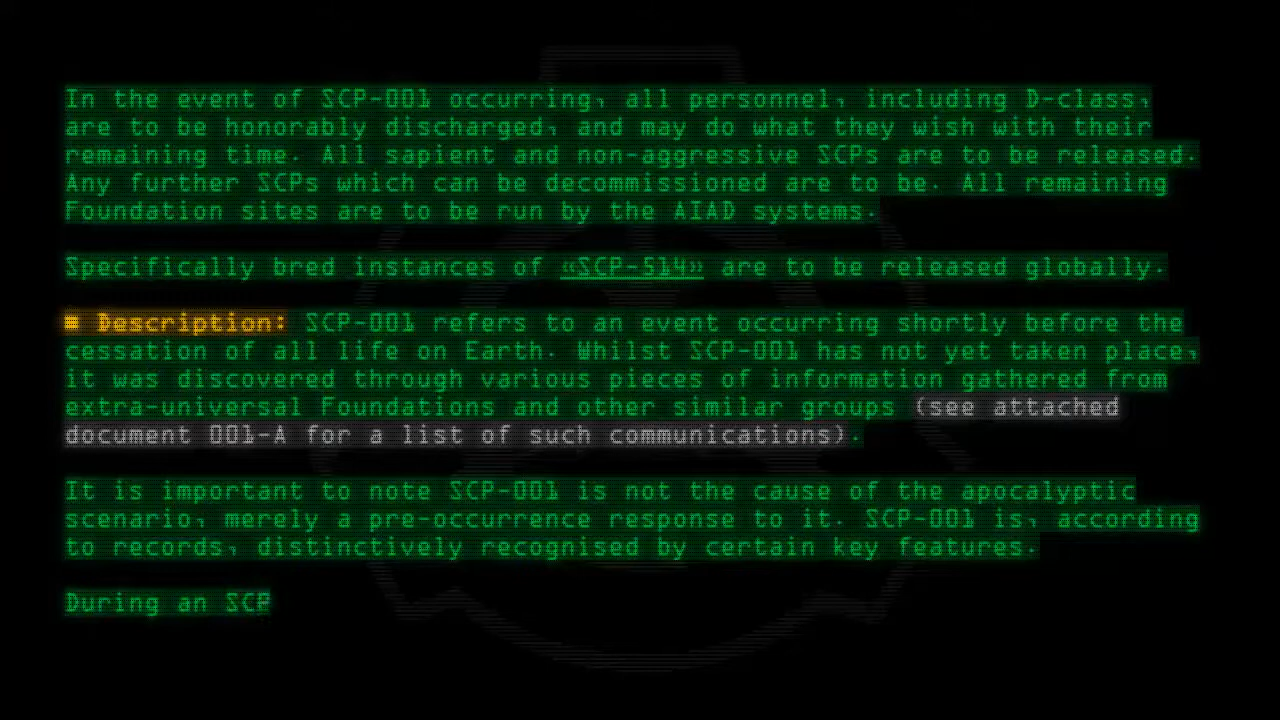 In the event of SCP-001 occurring, all personnel, including D-class,
are to be honorably discharged, and may do what they wish with their
remaining time. All sapient and non-aggressive SCPs are to be released.
Any further SCPs which can be decommissioned are to be. All remaining
Foundation sites are to be run by the AIAD systems.
Specifically bred instances of «SCP-514» are to be released globally.
■ Description: SCP-001 refers to an event occurring shortly before the
cessation of all life on Earth. Whilst SCP-001 has not yet taken place,
it was discovered through various pieces of information gathered from
extra-universal Foundations and other similar groups (see attached
document 001-A for a list of such communications).
It is important to note SCP-001 is not the cause of the apocalyptic
scenario, merely a pre-occurrence response to it. SCP-001 is, according
to records, distinctively recognised by certain key features.
During an SCP